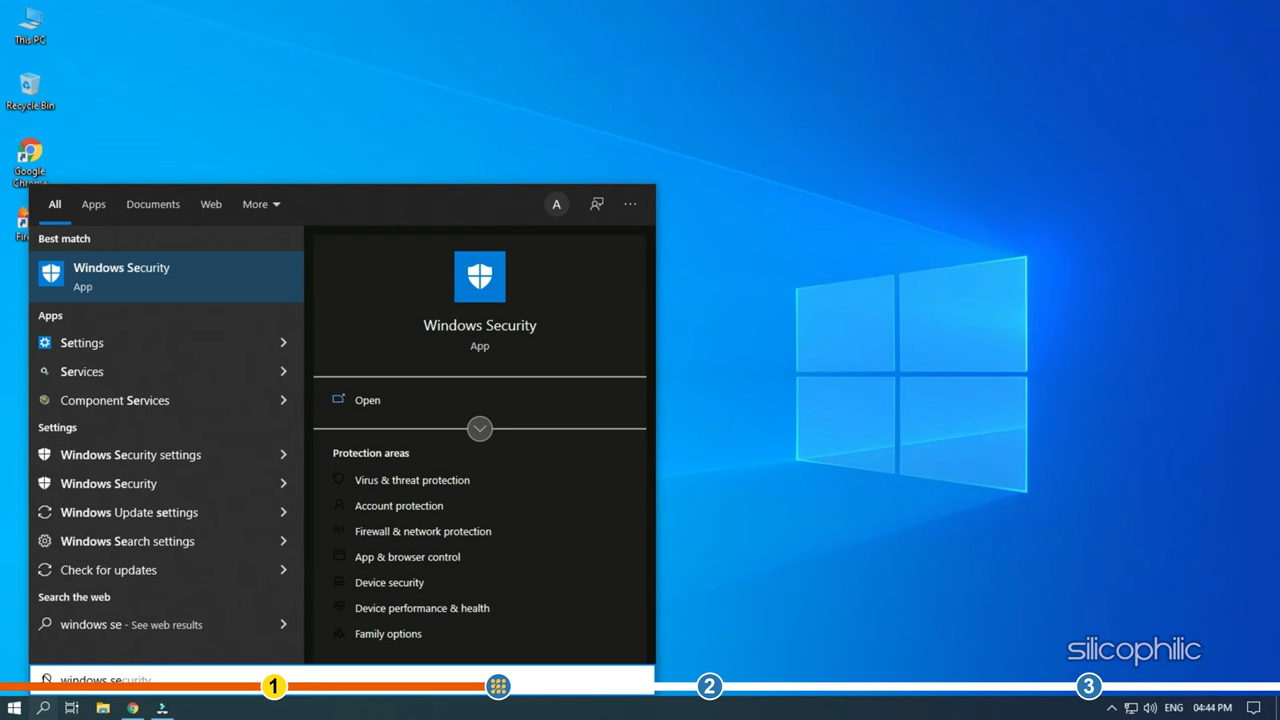 This PC
Recycle Bin
Google
Chrome
All
Apps
Documents
Web
More
A
Best match
Windows Security
App
Apps
Settings
Services
Component Services
Settings
Windows Security settings
Windows Security
Windows Update settings
Windows Search settings
Check for updates
Search the web
windows se - See web results
windows security
Windows Security
App
Open
Protection areas
Virus & threat protection
Account protection
Firewall & network protection
App & browser control
Device security
Device performance & health
Family options
silicophilic
1
2
3
ENG
04:44 PM